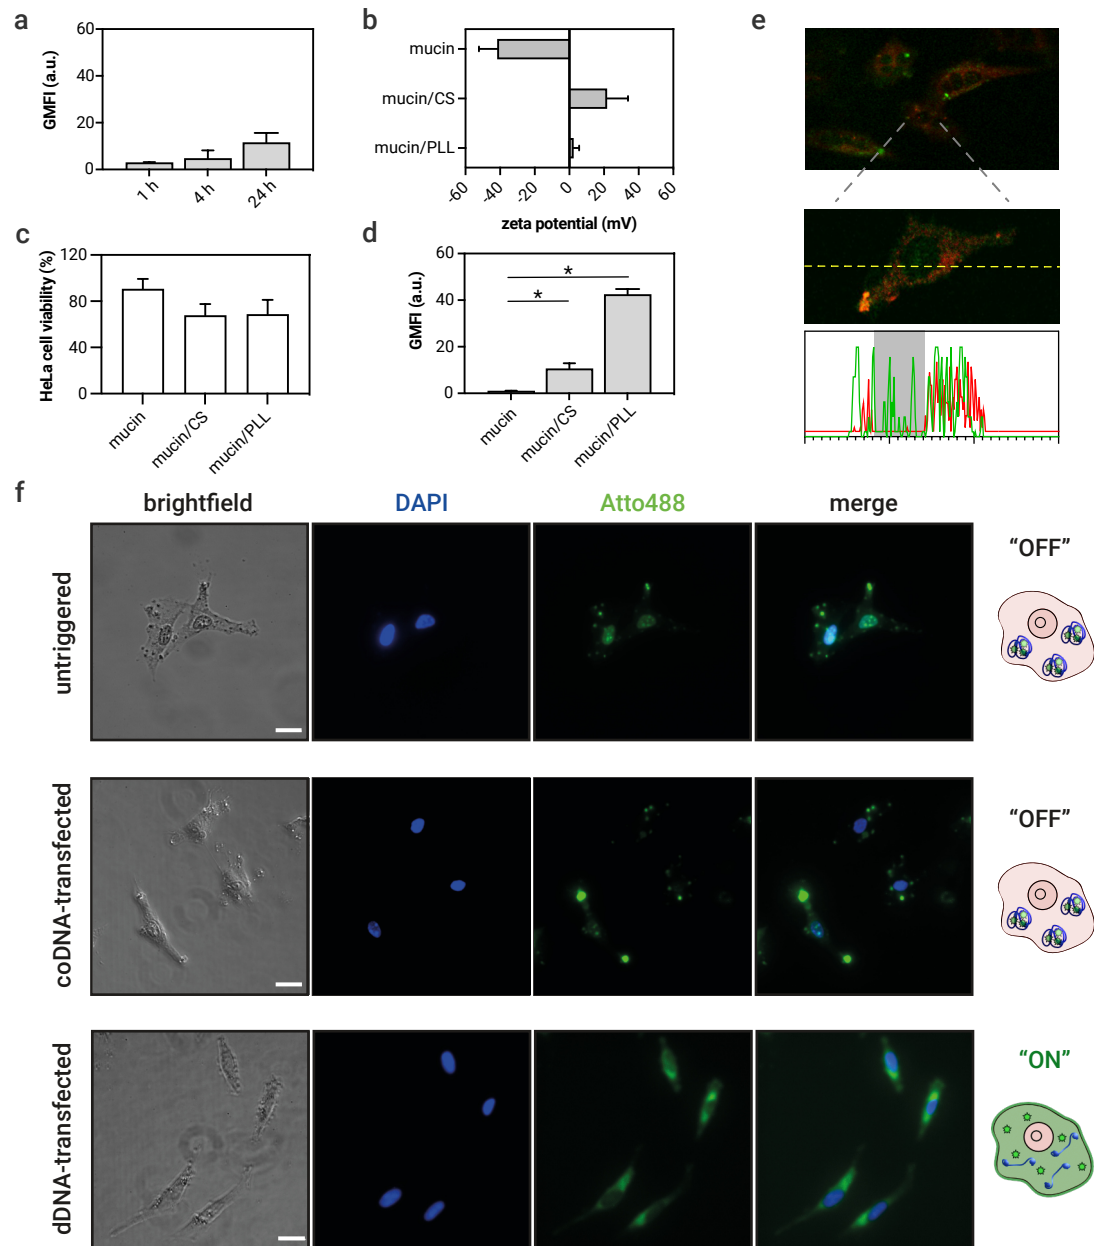 a
GMFI (a.u.)
60
40
20
0
1 h
4 h
24 h
b
mucin
mucin/CS
mucin/PLL
-60
-40
-20
0
20
40
60
zeta potential (mV)
c
HeLa cell viability (%)
120
80
40
0
mucin
mucin/CS
mucin/PLL
d
GMFI (a.u.)
60
40
20
0
*
*
mucin
mucin/CS
mucin/PLL
e
f
brightfield
DAPI
Atto488
merge
untriggered
“OFF”
coDNA-transfected
“OFF”
dDNA-transfected
“ON”